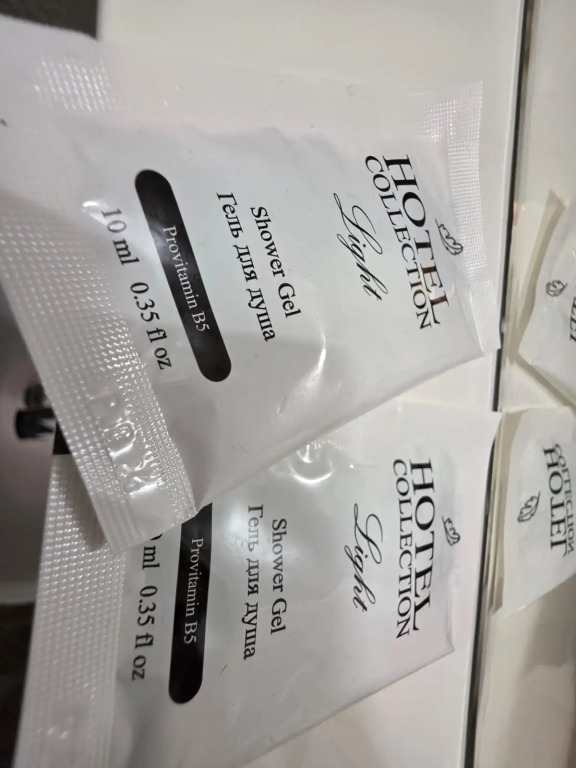 HOTEL
COLLECTION
Light
Shower Gel
Гель для душа
Provitamin B5
10 ml 0.35 fl oz
HOTEL
COLLECTION
Light
Shower Gel
Гель для душа
Provitamin B5
ml 0.35 fl oz
HOTEL
COLLECTION